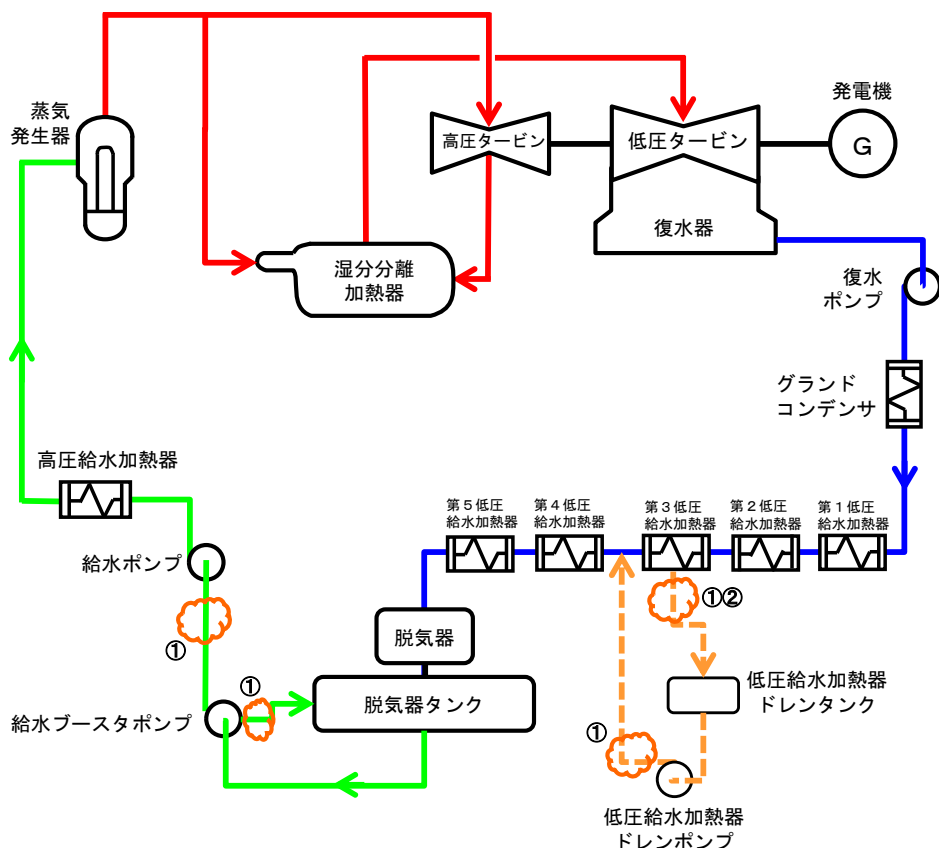 蒸気
発生器
高圧タービン
低圧タービン
発電機
G
復水器
湿分分離
加熱器
復水
ポンプ
グランド
コンデンサ
高圧給水加熱器
第５低圧
給水加熱器
第４低圧
給水加熱器
第３低圧
給水加熱器
第２低圧
給水加熱器
第１低圧
給水加熱器
給水ポンプ
①
①②
脱気器
①
脱気器タンク
給水ブースタポンプ
低圧給水加熱器
ドレンタンク
①
低圧給水加熱器
ドレンポンプ